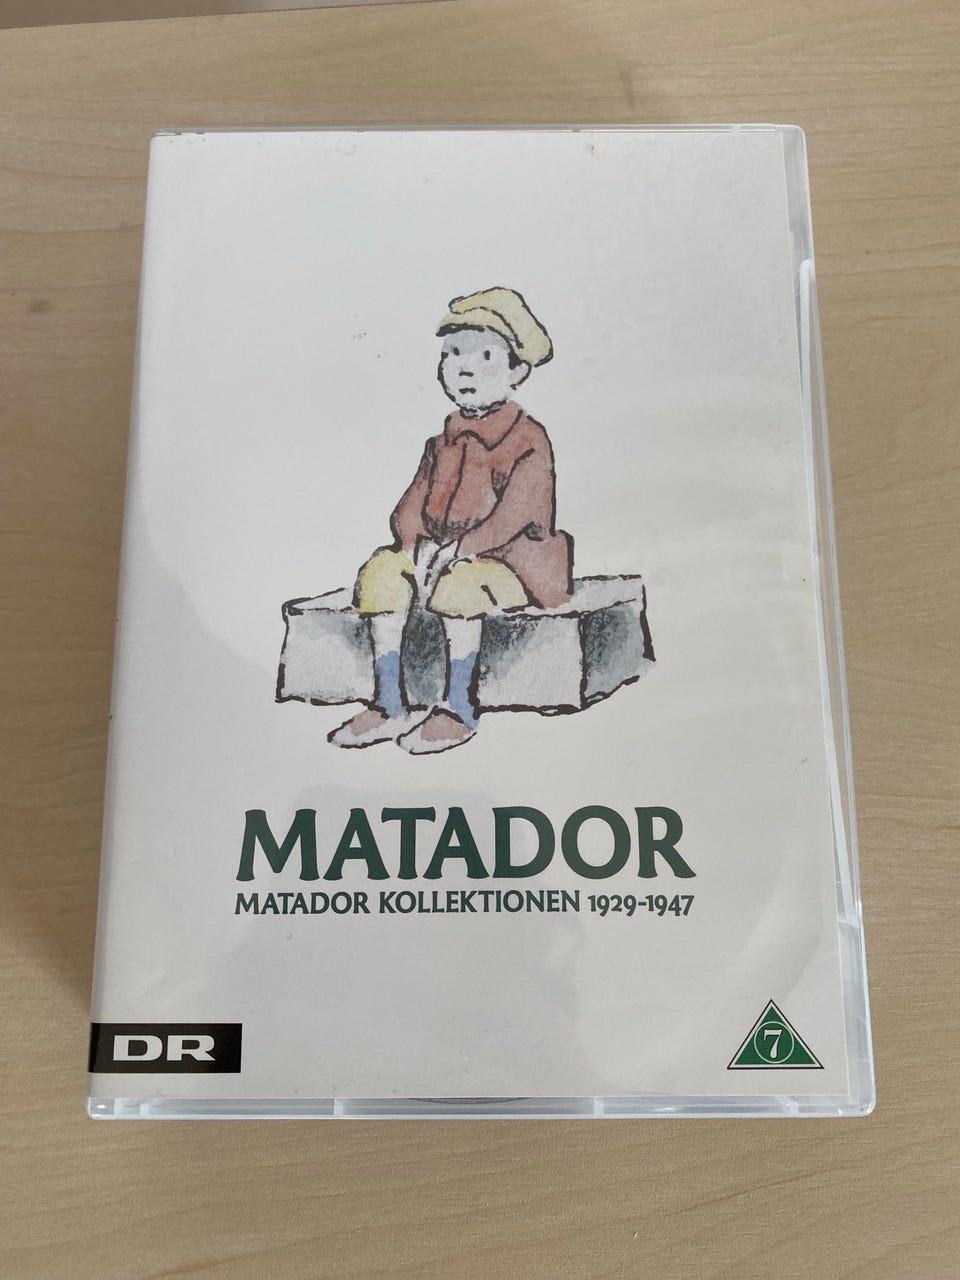 MATADOR
MATADOR KOLLEKTIONEN 1929-1947
DR
7